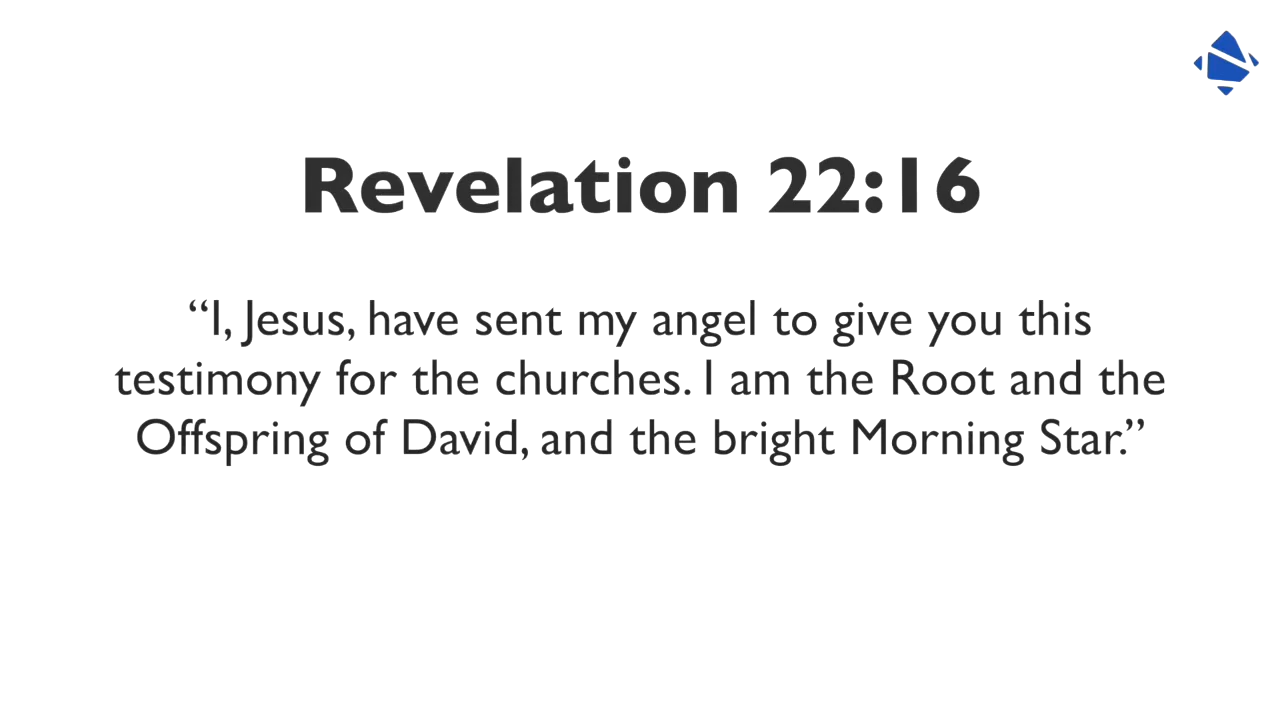 Revelation 22:16
“I, Jesus, have sent my angel to give you this
testimony for the churches. I am the Root and the
Offspring of David, and the bright Morning Star.”